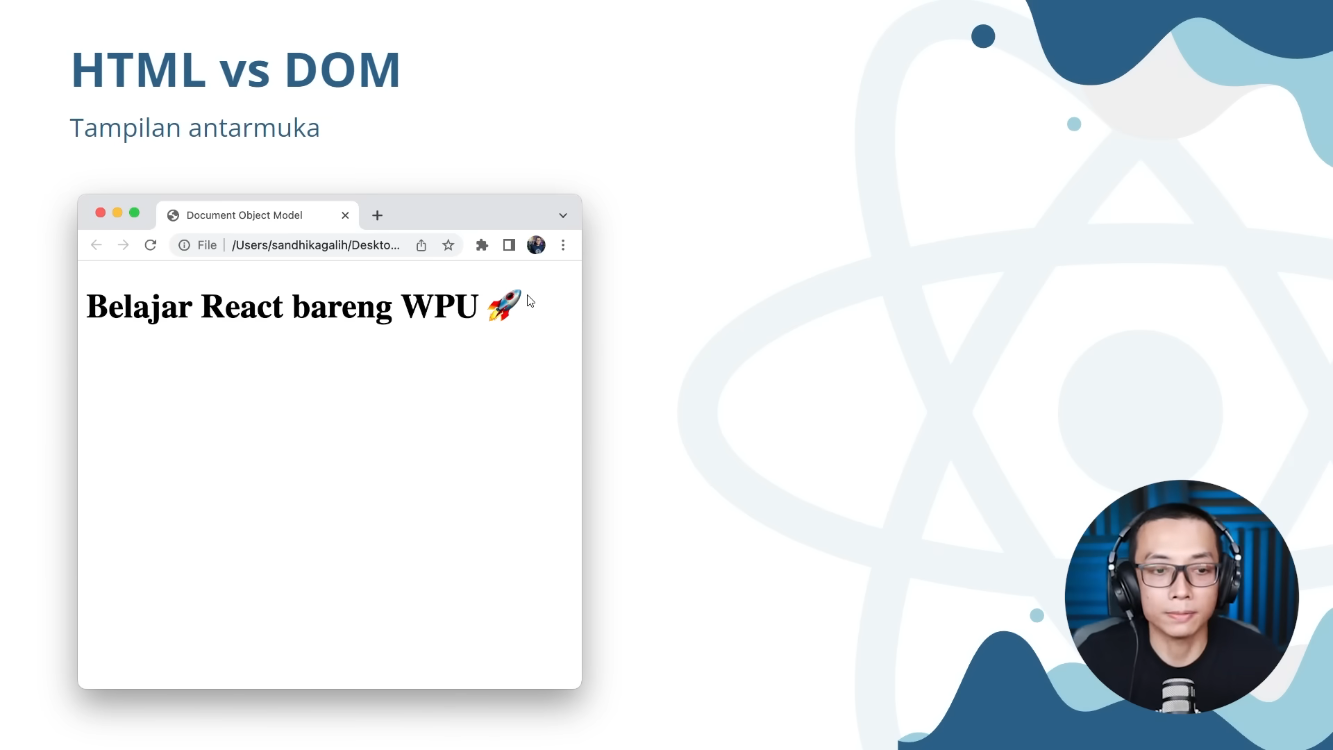 HTML vs DOM
Tampilan antarmuka
Document Object Model
File | /Users/sandhikagalih/Deskto...
Belajar React bareng WPU 🚀